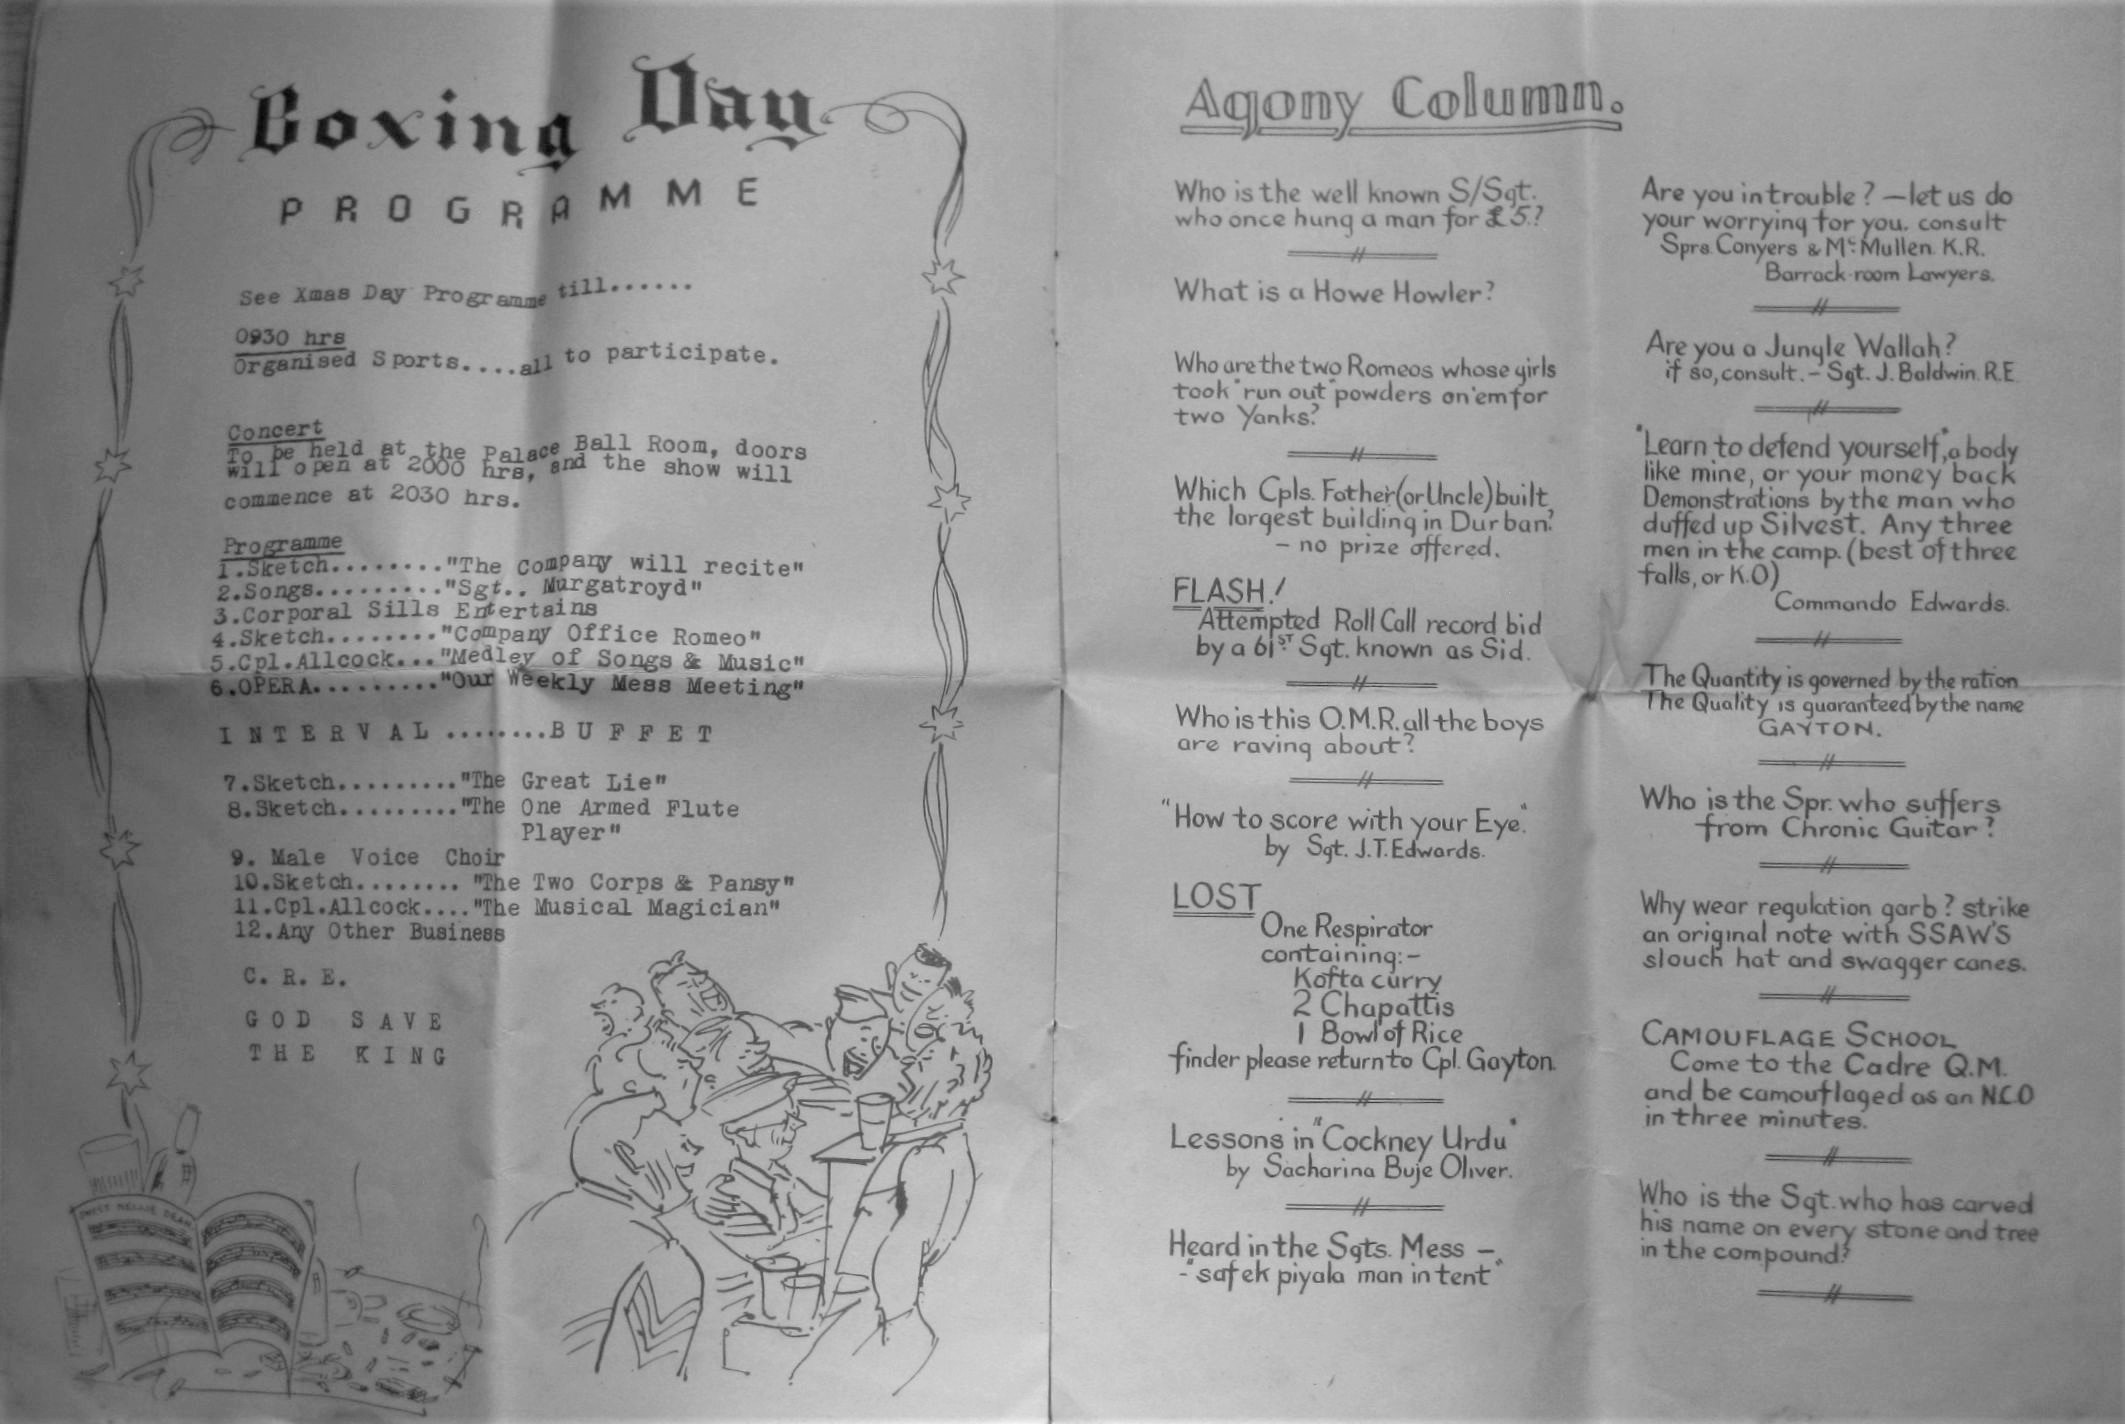 Boxing Day
PROGRAMME
See Xmas Day Programme till......
0930 hrs
Organised Sports....all to participate.
Concert
To be held at the Palace Ball Room, doors
will open at 2000 hrs, and the show will
commence at 2030 hrs.
Programme
1.Sketch........"The Company will recite"
2.Songs........."Sgt.. Murgatroyd"
3.Corporal Sills Entertains
4.Sketch........"Company Office Romeo"
5.Cpl.Allcock..."Medley of Songs & Music"
6.OPERA........."Our Weekly Mess Meeting"
INTERVAL........BUFFET
7.Sketch........."The Great Lie"
8.Sketch........."The One Armed Flute
Player"
9. Male Voice Choir
10.Sketch........ "The Two Corps & Pansy"
11.Cpl.Allcock...."The Musical Magician"
12.Any Other Business
C. R. E.
GOD SAVE
THE KING
SWEET NELLIE DEAN
Agony Column.
Who is the well known S/Sgt.
who once hung a man for £5.?
What is a Howe Howler?
Who are the two Romeos whose girls
took "run out" powders on 'em for
two Yanks?
Which Cpls. Father (or Uncle) built
the largest building in Durban?
– no prize offered.
FLASH!
Attempted Roll Call record bid
by a 61ST Sgt. known as Sid.
Who is this O.M.R. all the boys
are raving about?
"How to score with your Eye."
by Sgt. J.T. Edwards.
LOST
One Respirator
containing:-
Kofta curry
2 Chapattis
1 Bowl of Rice
finder please return to Cpl. Gayton.
Lessons in "Cockney Urdu"
by Sacharina Buje Oliver.
Heard in the Sgts. Mess –
- "safek piyala man in tent"
Are you in trouble? — let us do
your worrying for you. consult
Sprs. Conyers & Mc Mullen. K.R.
Barrack-room Lawyers.
Are you a Jungle Wallah?
if so, consult. – Sgt. J. Baldwin. R.E
"Learn to defend yourself", a body
like mine, or your money back
Demonstrations by the man who
duffed up Silvest. Any three
men in the camp. (best of three
falls, or K.O)
Commando Edwards.
The Quantity is governed by the ration
The Quality is guaranteed by the name
GAYTON.
Who is the Spr. who suffers
from Chronic Guitar?
Why wear regulation garb? strike
an original note with SSAW'S
slouch hat and swagger canes.
CAMOUFLAGE SCHOOL
Come to the Cadre Q.M.
and be camouflaged as an N.C.O
in three minutes.
Who is the Sgt. who has carved
his name on every stone and tree
in the compound?